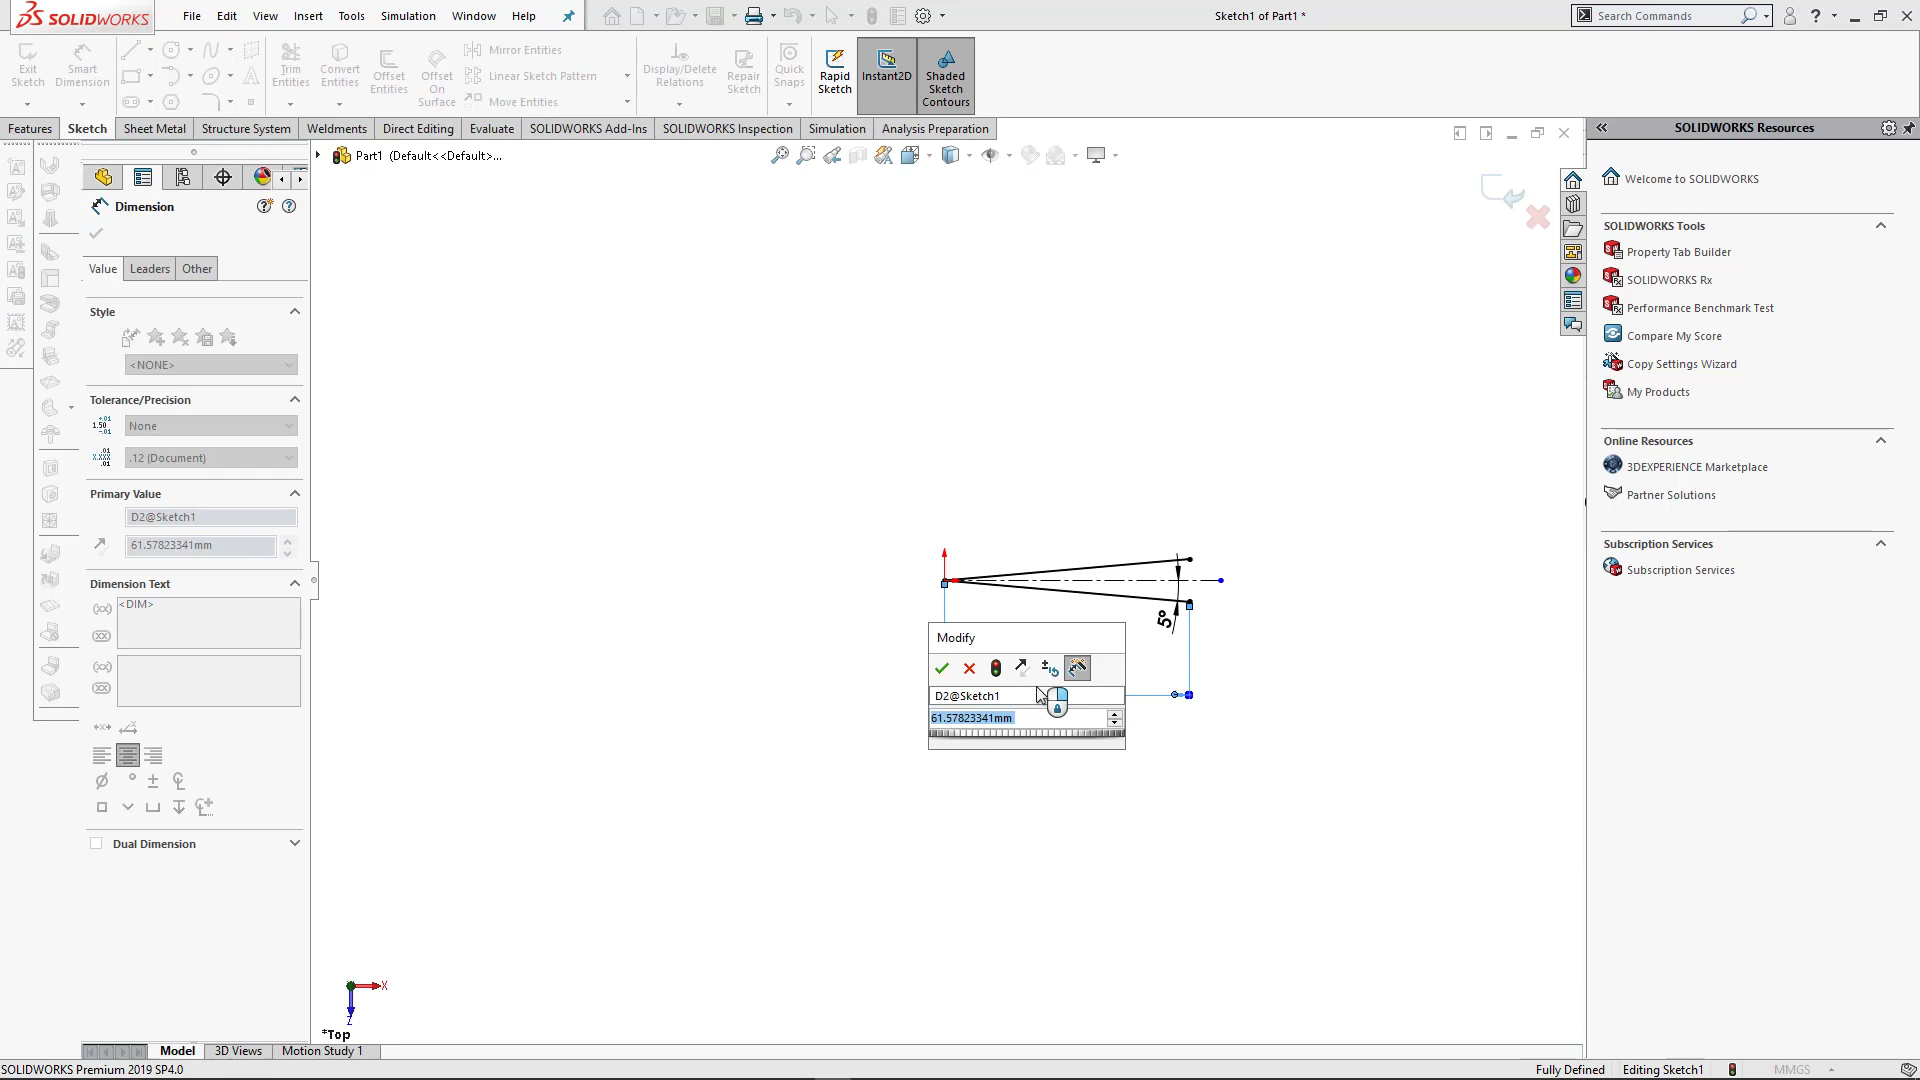 SOLIDWORKS
File
Edit
View
Insert
Tools
Simulation
Window
Help
Sketch1 of Part1 *
Search Commands
Exit Sketch
Smart Dimension
Trim Entities
Convert Entities
Offset Entities
Offset On Surface
Mirror Entities
Linear Sketch Pattern
Move Entities
Display/Delete Relations
Repair Sketch
Quick Snaps
Rapid Sketch
Instant2D
Shaded Sketch Contours
Features
Sketch
Sheet Metal
Structure System
Weldments
Direct Editing
Evaluate
SOLIDWORKS Add-Ins
SOLIDWORKS Inspection
Simulation
Analysis Preparation
SOLIDWORKS Resources
Part1 (Default<<Default>...
Dimension
Value
Leaders
Other
Style
<NONE>
Tolerance/Precision
None
.12 (Document)
Primary Value
D2@Sketch1
61.57823341mm
Dimension Text
<DIM>
Dual Dimension
5°
Modify
D2@Sketch1
61.57823341mm
X
Z
*Top
Welcome to SOLIDWORKS
SOLIDWORKS Tools
Property Tab Builder
SOLIDWORKS Rx
Performance Benchmark Test
Compare My Score
Copy Settings Wizard
My Products
Online Resources
3DEXPERIENCE Marketplace
Partner Solutions
Subscription Services
Subscription Services
Model
3D Views
Motion Study 1
SOLIDWORKS Premium 2019 SP4.0
Fully Defined
Editing Sketch1
MMGS